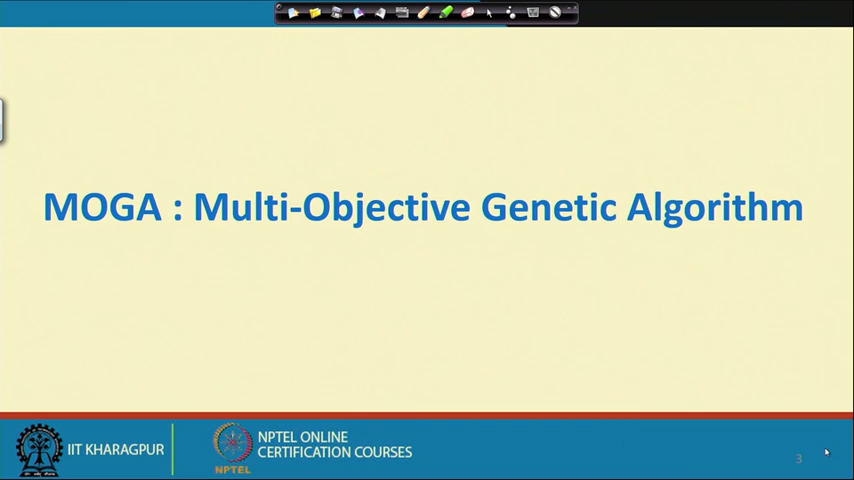 MOGA : Multi-Objective Genetic Algorithm
IIT KHARAGPUR
NPTEL
NPTEL ONLINE
CERTIFICATION COURSES
3